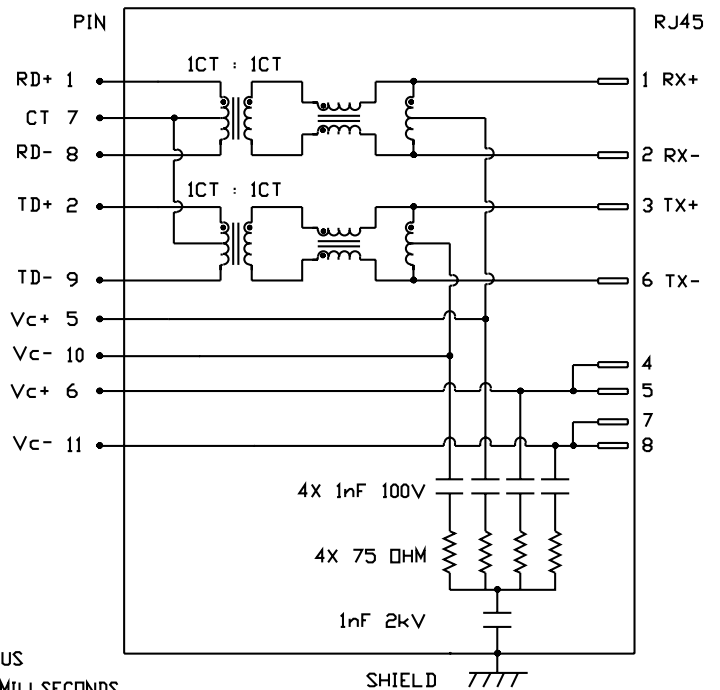 PIN RJ45
1CT : 1CT
RD+ 1 1 RX+
CT 7
RD- 8 2 RX-
1CT : 1CT
TD+ 2 3 TX+
TD- 9 6 TX-
Vc+ 5
Vc- 10
4
Vc+ 6 5
7
Vc- 11 8
4X 1nF 100V
4X 75 OHM
1nF 2kV
US
MILLSECONDS
SHIELD